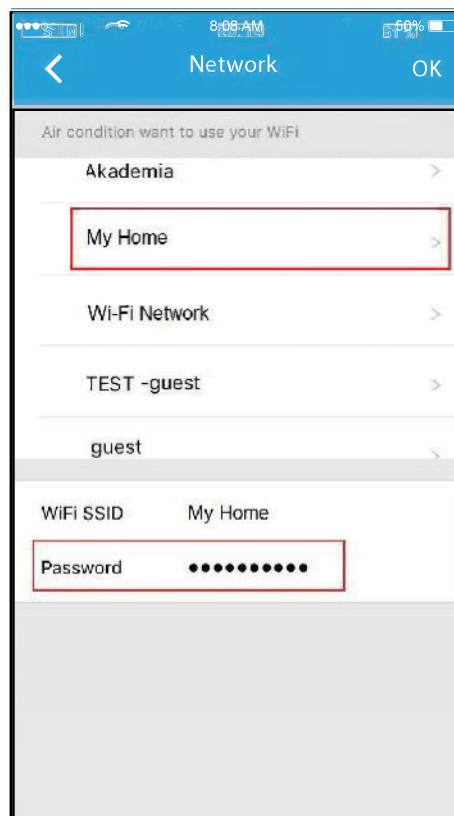 8:08 AM 50%
Network OK
Air condition want to use your WiFi
Akademia
My Home
Wi-Fi Network
TEST -guest
guest
WiFi SSID My Home
Password ••••••••••